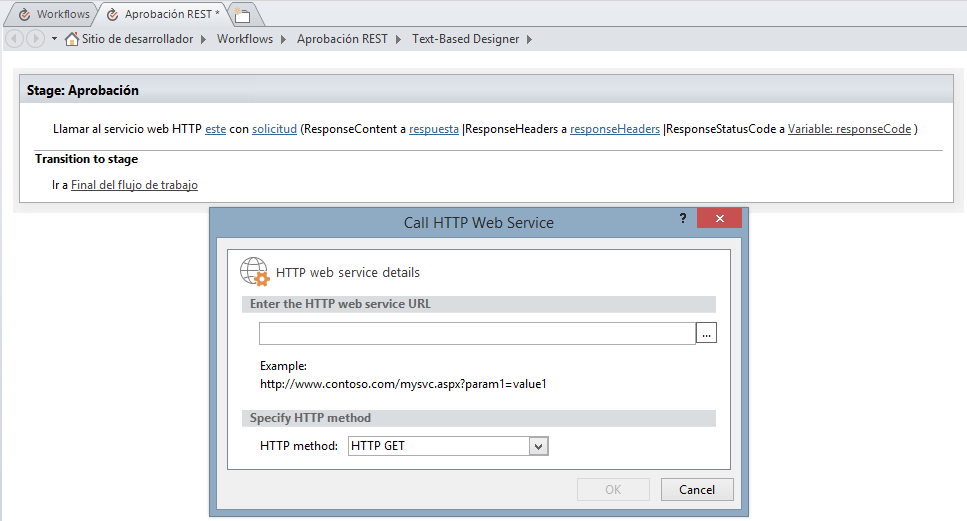 Workflows Aprobación REST *
Sitio de desarrollador Workflows Aprobación REST Text-Based Designer
Stage: Aprobación
Llamar al servicio web HTTP este con solicitud (ResponseContent a respuesta |ResponseHeaders a responseHeaders |ResponseStatusCode a Variable: responseCode )
Transition to stage
Ir a Final del flujo de trabajo
Call HTTP Web Service ?
HTTP web service details
Enter the HTTP web service URL
...
Example:
http://www.contoso.com/mysvc.aspx?param1=value1
Specify HTTP method
HTTP method: HTTP GET
OK Cancel